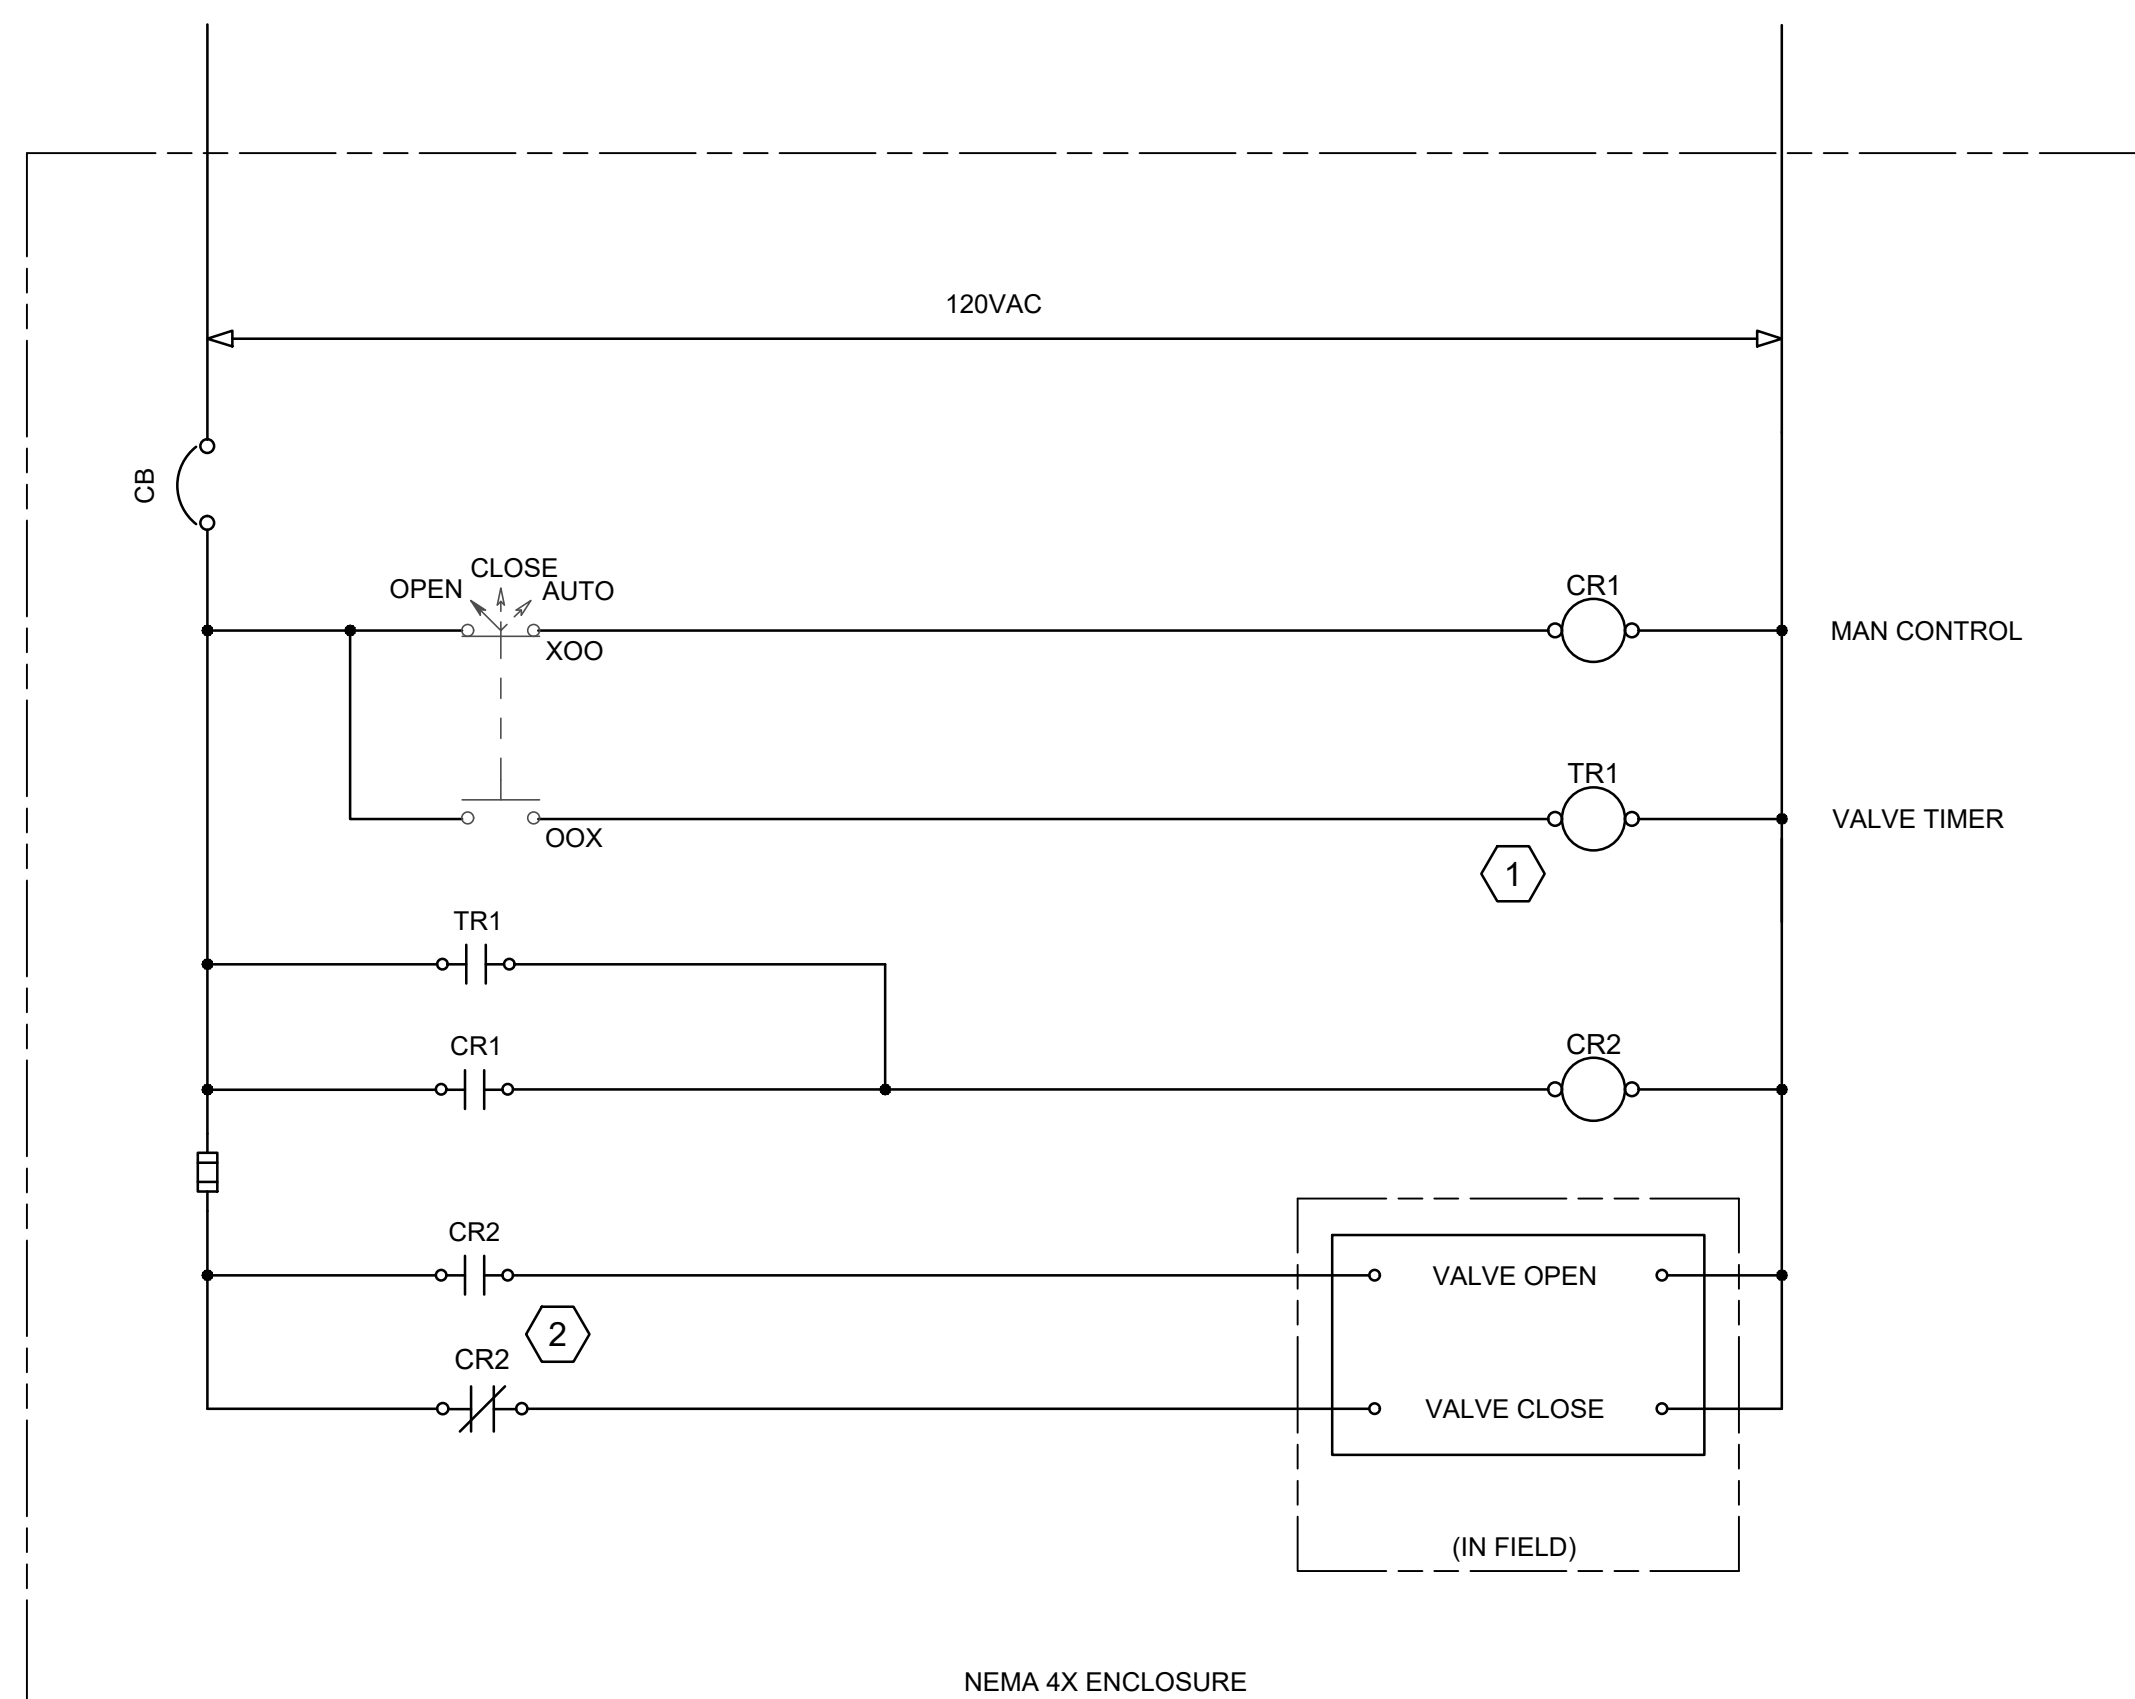 120VAC
CB
CLOSE
OPEN
AUTO
XOO
CR1
MAN CONTROL
TR1
OOX
VALVE TIMER
1
TR1
CR1
CR2
CR2
VALVE OPEN
2
CR2
VALVE CLOSE
(IN FIELD)
NEMA 4X ENCLOSURE